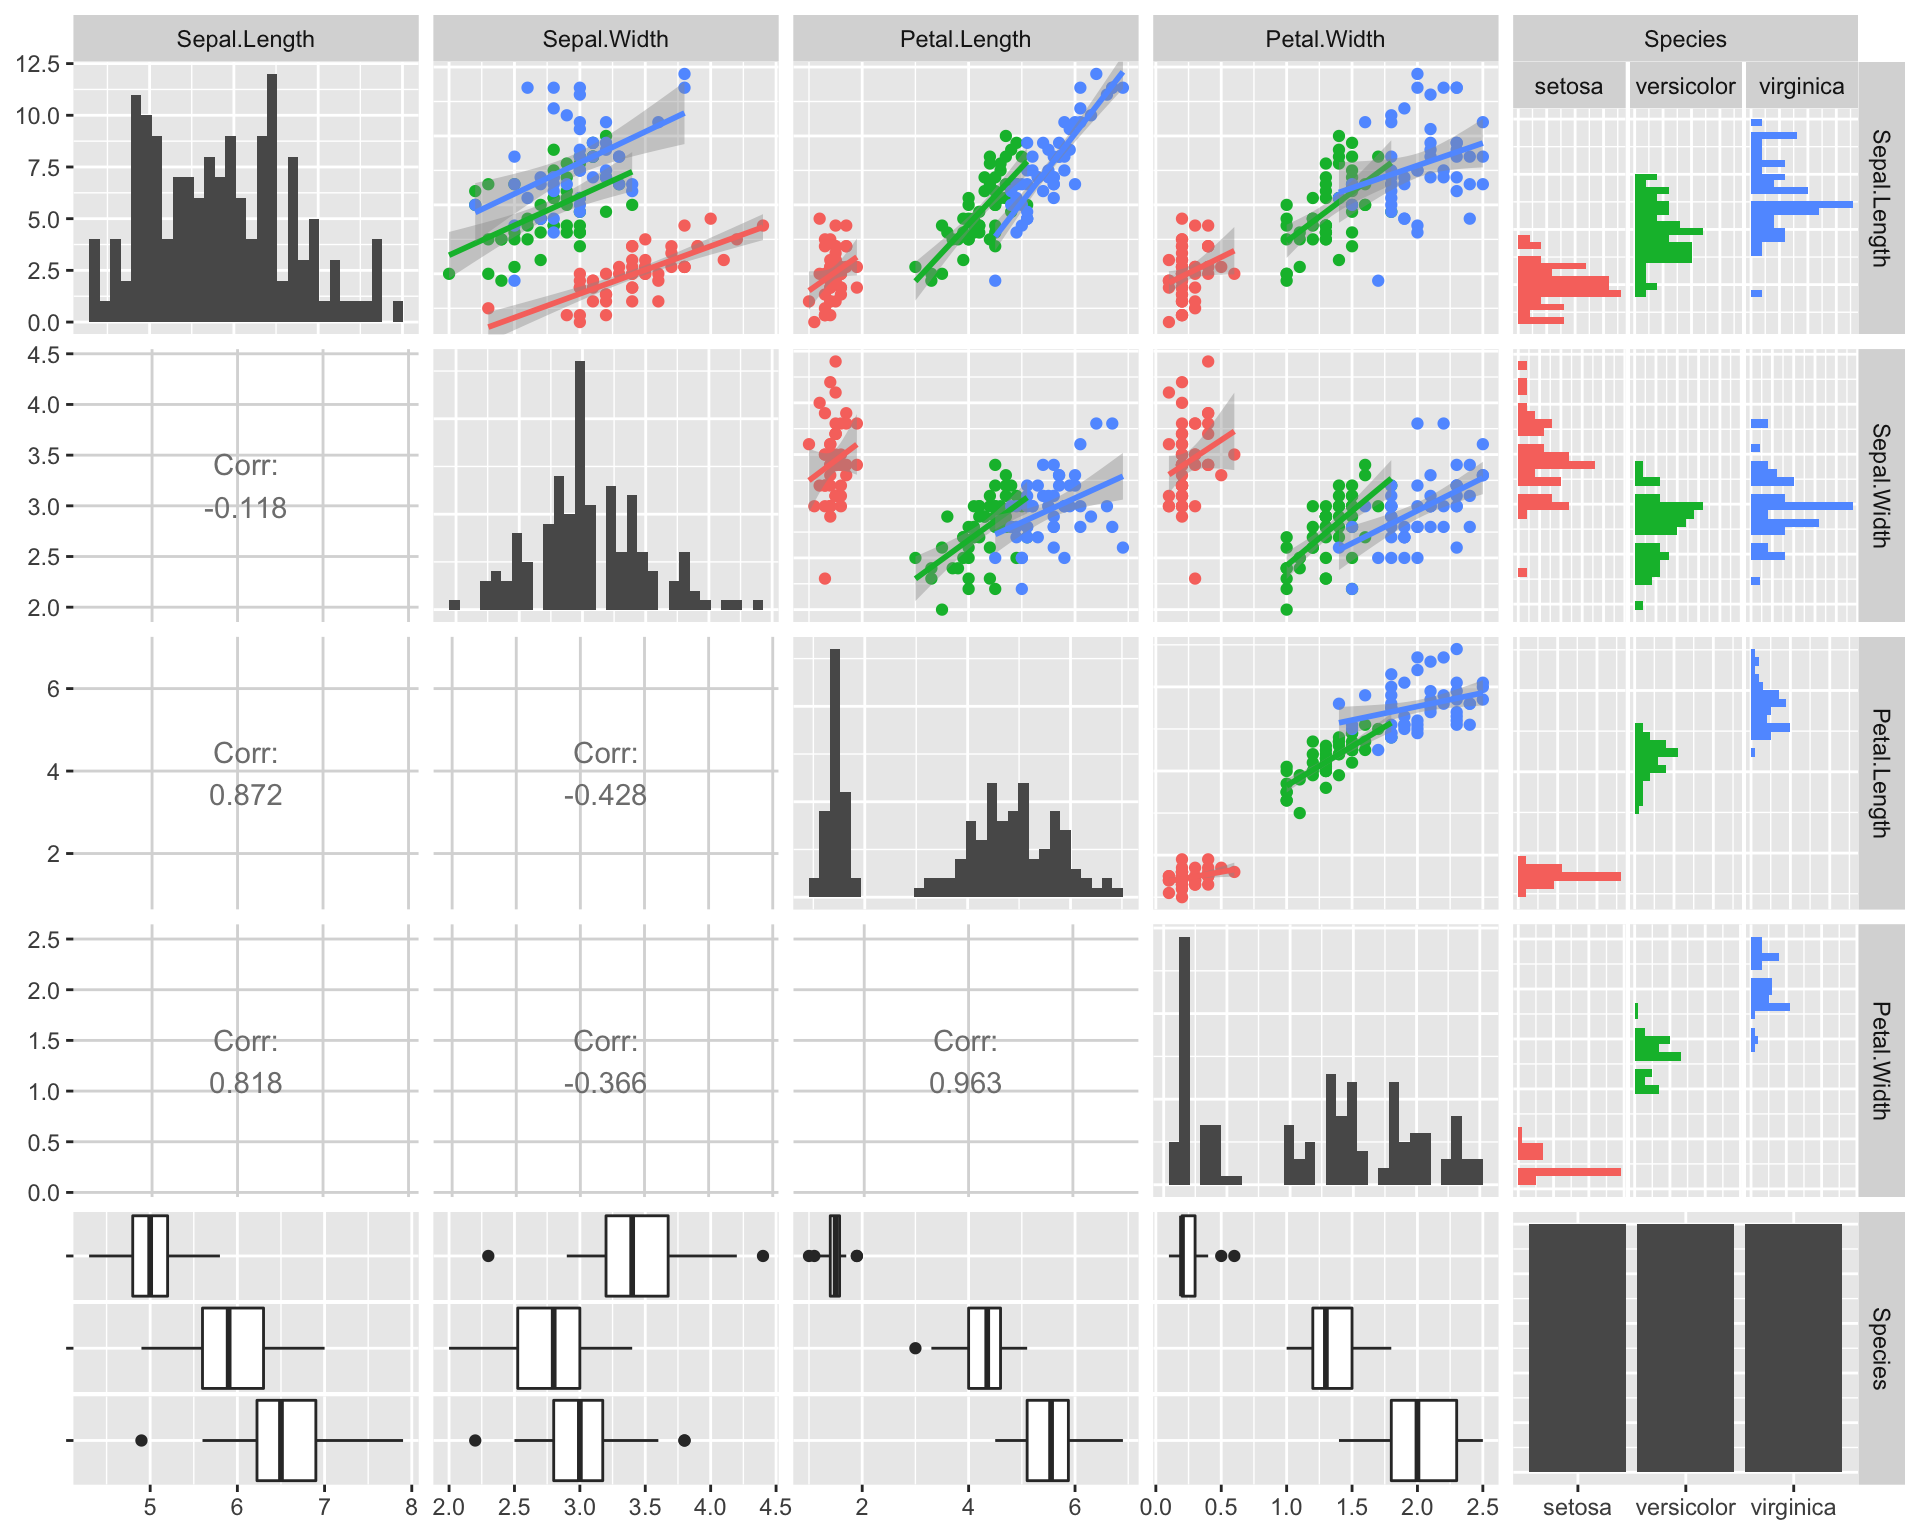 Sepal.Length
Sepal.Width
Petal.Length
Petal.Width
Species
setosa
versicolor
virginica
12.5
10.0
7.5
5.0
2.5
0.0
Sepal.Length
4.5
4.0
3.5
3.0
2.5
2.0
Corr:
-0.118
Sepal.Width
6
4
2
Corr:
0.872
Corr:
-0.428
Petal.Length
2.5
2.0
1.5
1.0
0.5
0.0
Corr:
0.818
Corr:
-0.366
Corr:
0.963
Petal.Width
Species
5 6 7 8
2.0 2.5 3.0 3.5 4.0 4.5
2 4 6
0.0 0.5 1.0 1.5 2.0 2.5
setosa versicolor virginica